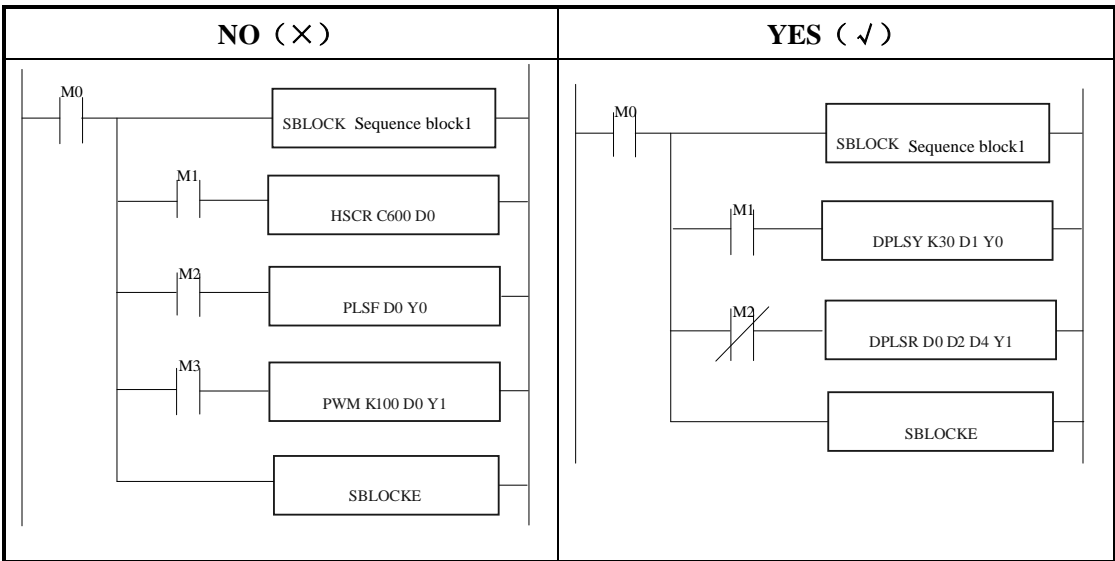 NO（×）
YES（√）
M0
SBLOCK Sequence block1
M1
HSCR C600 D0
M2
PLSF D0 Y0
M3
PWM K100 D0 Y1
SBLOCKE
M0
SBLOCK Sequence block1
M1
DPLSY K30 D1 Y0
M2
DPLSR D0 D2 D4 Y1
SBLOCKE